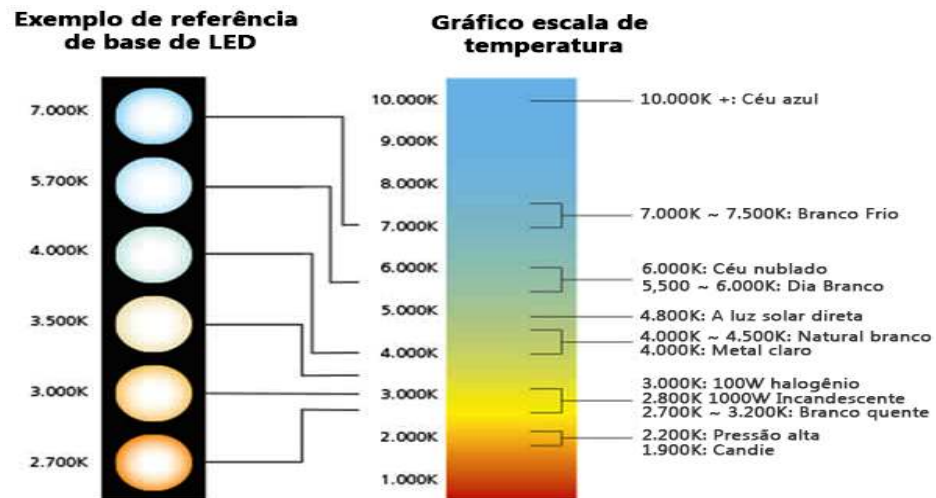 Exemplo de referência
de base de LED
7.000K
5.700K
4.000K
3.500K
3.000K
2.700K
Gráfico escala de
temperatura
10.000K
9.000K
8.000K
7.000K
6.000K
5.000K
4.000K
3.000K
2.000K
1.000K
10.000K +: Céu azul
7.000K ~ 7.500K: Branco Frio
6.000K: Céu nublado
5,500 ~ 6.000K: Dia Branco
4.800K: A luz solar direta
4.000K ~ 4.500K: Natural branco
4.000K: Metal claro
3.000K: 100W halogênio
2.800K 1000W Incandescente
2.700K ~ 3.200K: Branco quente
2.200K: Pressão alta
1.900K: Candie